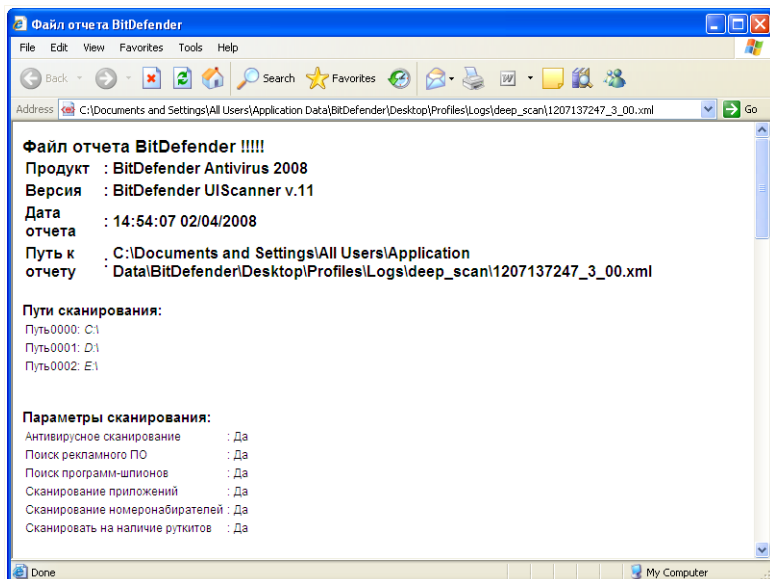 Файл отчета BitDefender
File Edit View Favorites Tools Help
Back Search Favorites
Address C:\Documents and Settings\All Users\Application Data\BitDefender\Desktop\Profiles\Logs\deep_scan\1207137247_3_00.xml Go
Файл отчета BitDefender !!!!!
Продукт : BitDefender Antivirus 2008
Версия : BitDefender UIScanner v.11
Дата
отчета : 14:54:07 02/04/2008
Путь к : C:\Documents and Settings\All Users\Application
отчету Data\BitDefender\Desktop\Profiles\Logs\deep_scan\1207137247_3_00.xml
Пути сканирования:
Путь0000: C:\
Путь0001: D:\
Путь0002: E:\
Параметры сканирования:
Антивирусное сканирование : Да
Поиск рекламного ПО : Да
Поиск программ-шпионов : Да
Сканирование приложений : Да
Сканирование номеронабирателей : Да
Сканировать на наличие руткитов : Да
Done My Computer